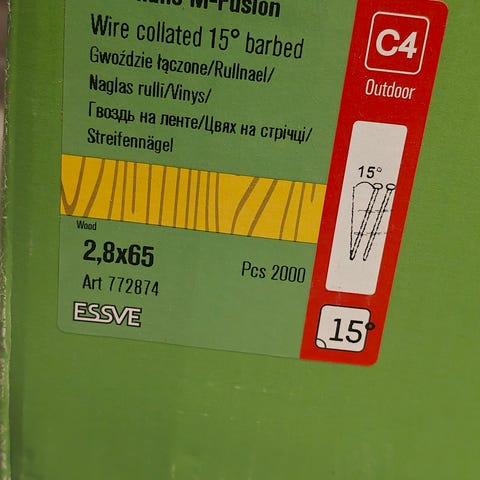 M-Fusion
Wire collated 15° barbed
Gwoździe łączone/Rullnael/
Naglas rulli/Vinys/
Гвоздь на ленте/Цвях на стрічці/
Streifennägel
C4
Outdoor
15°
Wood
2,8x65
Pcs 2000
Art 772874
ESSVE
15°